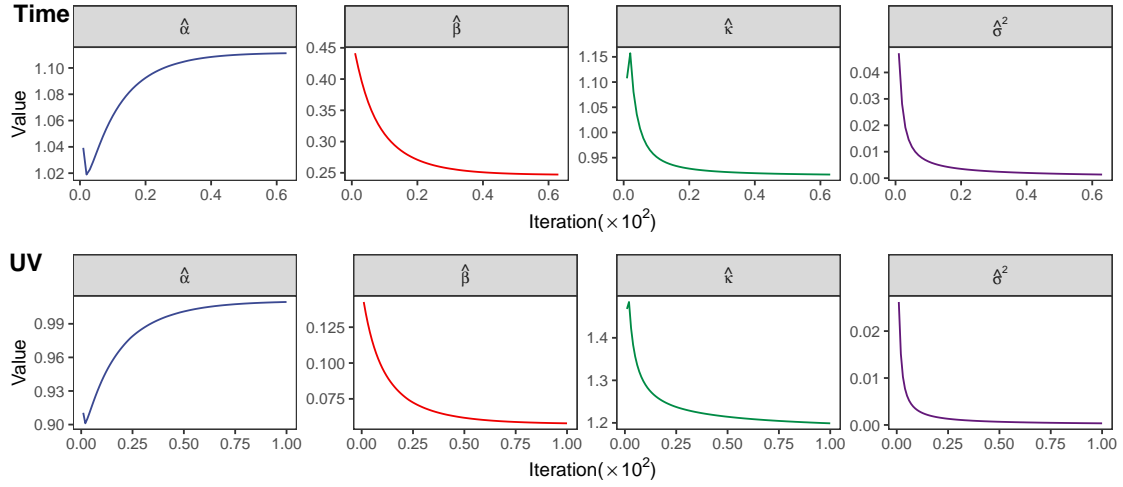 Time
α̂ β̂ κ̂ σ̂²
Value
1.10 1.08 1.06 1.04 1.02
0.45 0.40 0.35 0.30 0.25
1.15 1.10 1.05 1.00 0.95
0.04 0.03 0.02 0.01 0.00
0.0 0.2 0.4 0.6 0.0 0.2 0.4 0.6 0.0 0.2 0.4 0.6 0.0 0.2 0.4 0.6
Iteration(×10²)
UV
α̂ β̂ κ̂ σ̂²
Value
0.99 0.96 0.93 0.90
0.125 0.100 0.075
1.4 1.3 1.2
0.02 0.01 0.00
0.00 0.25 0.50 0.75 1.00 0.00 0.25 0.50 0.75 1.00 0.00 0.25 0.50 0.75 1.00 0.00 0.25 0.50 0.75 1.00
Iteration(×10²)